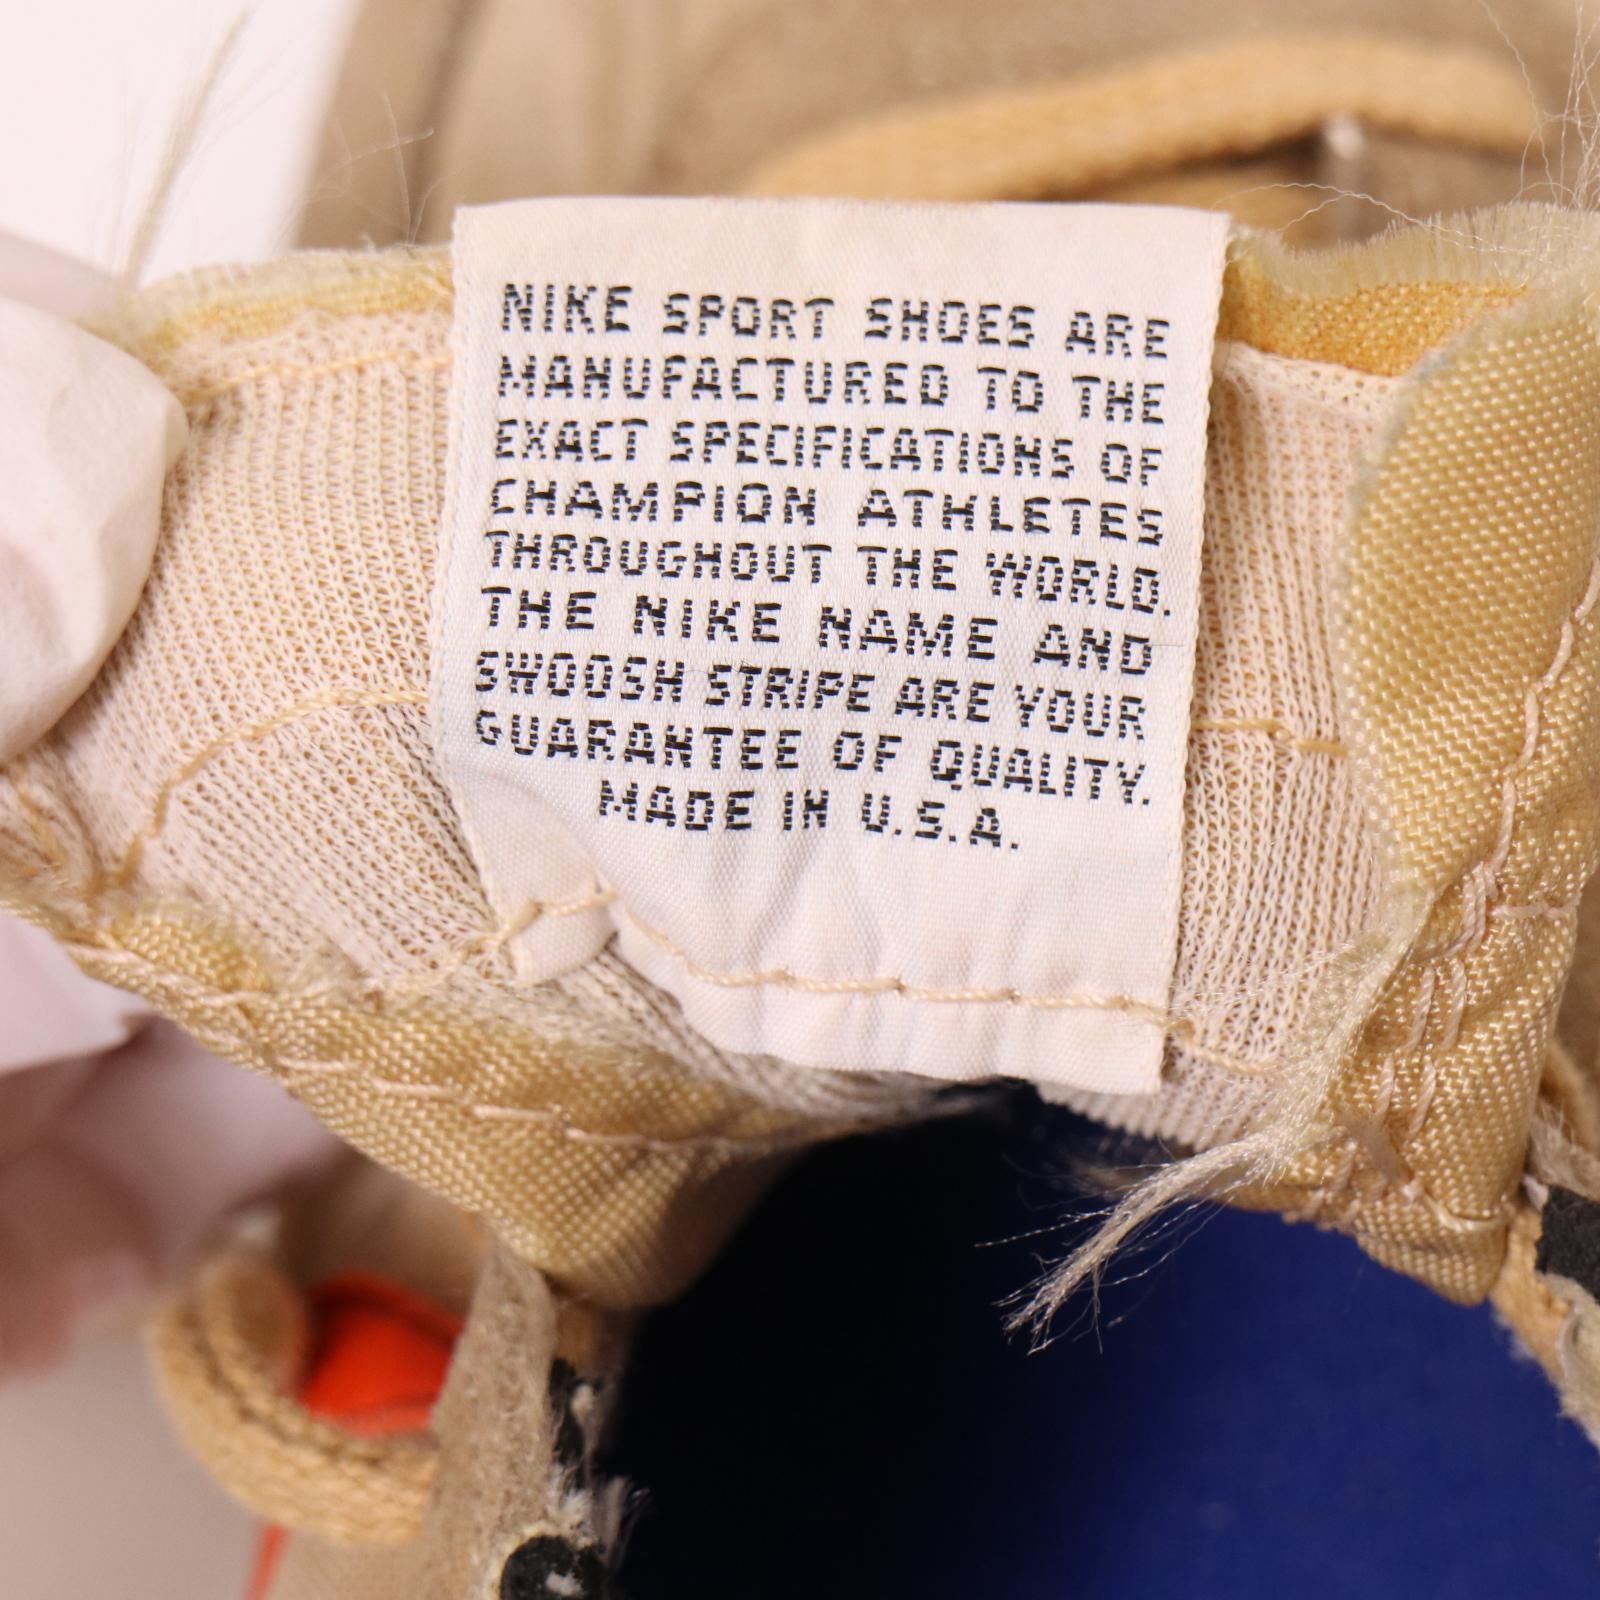 NIKE SPORT SHOES ARE
MANUFACTURED TO THE
EXACT SPECIFICATIONS OF
CHAMPION ATHLETES
THROUGHOUT THE WORLD.
THE NIKE NAME AND
SWOOSH STRIPE ARE YOUR
GUARANTEE OF QUALITY.
MADE IN U.S.A.